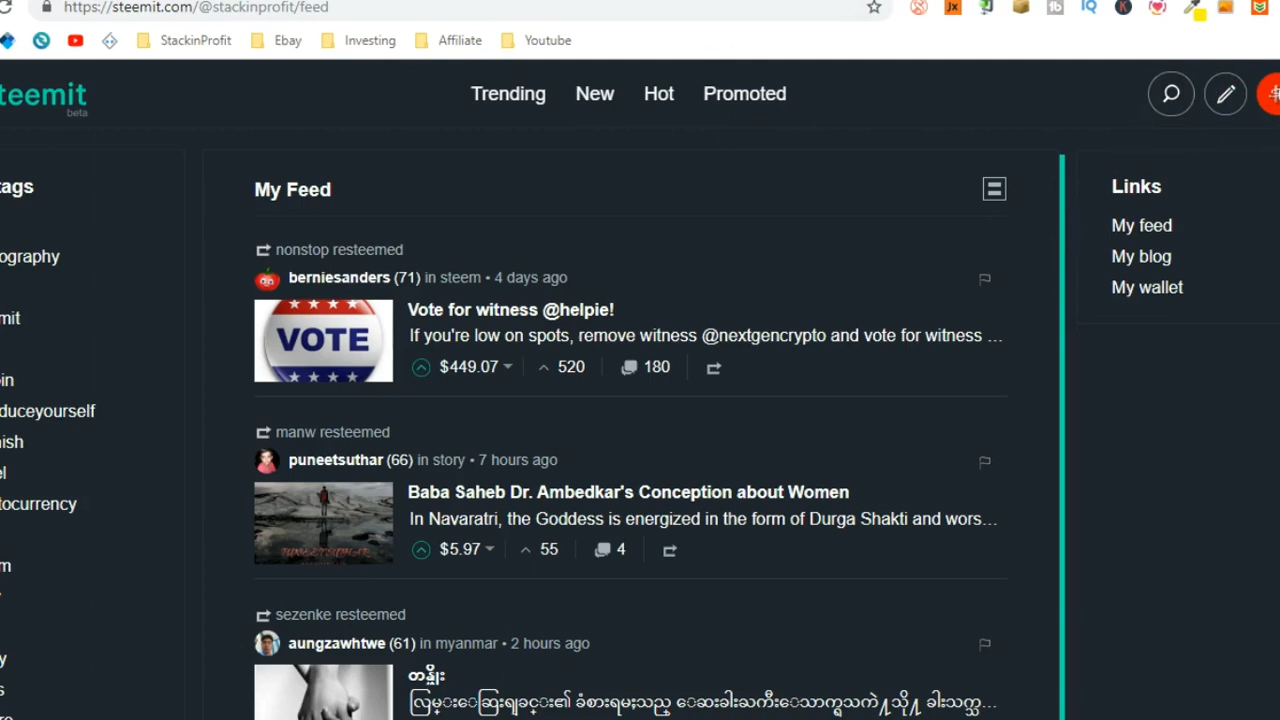 https://steemit.com/@stackinprofit/feed
StackinProfit Ebay Investing Affiliate Youtube
teemit
beta
Trending New Hot Promoted
tags
ography
mit
in
duceyourself
nish
el
tocurrency
m
y
s
My Feed
nonstop resteemed
berniesanders (71) in steem • 4 days ago
VOTE
Vote for witness @helpie!
If you're low on spots, remove witness @nextgencrypto and vote for witness ...
$449.07 520 180
manw resteemed
puneetsuthar (66) in story • 7 hours ago
PUNEETSUTHAR
Baba Saheb Dr. Ambedkar's Conception about Women
In Navaratri, the Goddess is energized in the form of Durga Shakti and wors...
$5.97 55 4
sezenke resteemed
aungzawhtwe (61) in myanmar • 2 hours ago
Links
My feed
My blog
My wallet